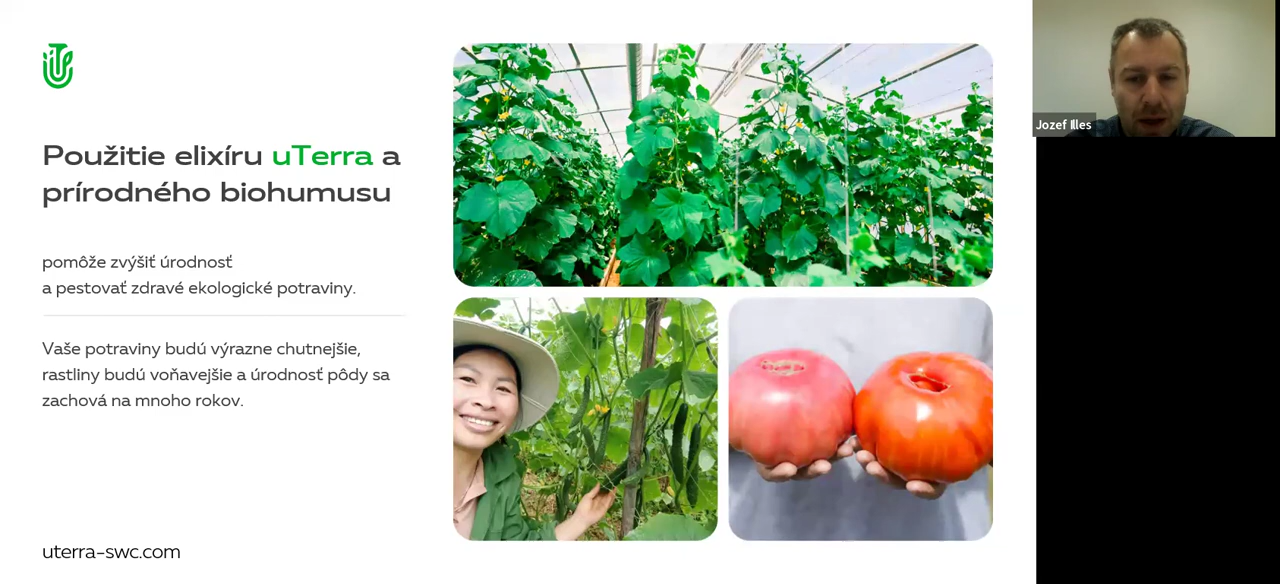 Použitie elixíru uTerra a
prírodného biohumusu
pomôže zvýšiť úrodnosť
a pestovať zdravé ekologické potraviny.
Vaše potraviny budú výrazne chutnejšie,
rastliny budú voňavejšie a úrodnosť pôdy sa
zachová na mnoho rokov.
uterra-swc.com
Jozef Illes